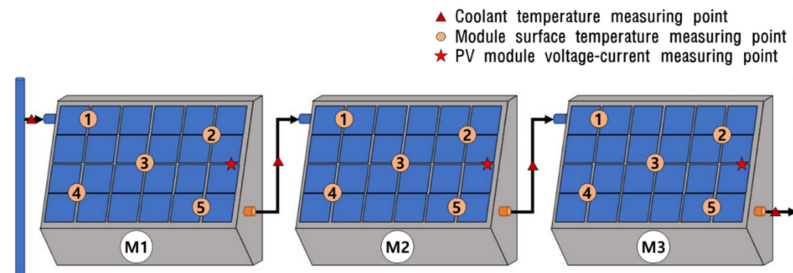 Coolant temperature measuring point
Module surface temperature measuring point
PV module voltage-current measuring point
1
2
3
4
5
M1
1
2
3
4
5
M2
1
2
3
4
5
M3